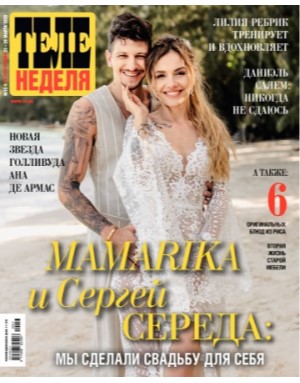 ТЕЛЕ
НЕДЕЛЯ
ЛИЛИЯ РЕБРИК
ТРЕНИРУЕТ
И ВДОХНОВЛЯЕТ
ДАНИЭЛЬ
САЛЕМ:
НИКОГДА
НЕ СДАЮСЬ
НОВАЯ
ЗВЕЗДА
ГОЛЛИВУДА
АНА
ДЕ АРМАС
А ТАКЖЕ:
6
ОРИГИНАЛЬНЫХ
БЛЮД ИЗ РИСА
ВТОРАЯ
ЖИЗНЬ
СТАРОЙ
МЕБЕЛИ
MAMARIKA
и Сергей
СЕРЕДА:
МЫ СДЕЛАЛИ СВАДЬБУ ДЛЯ СЕБЯ